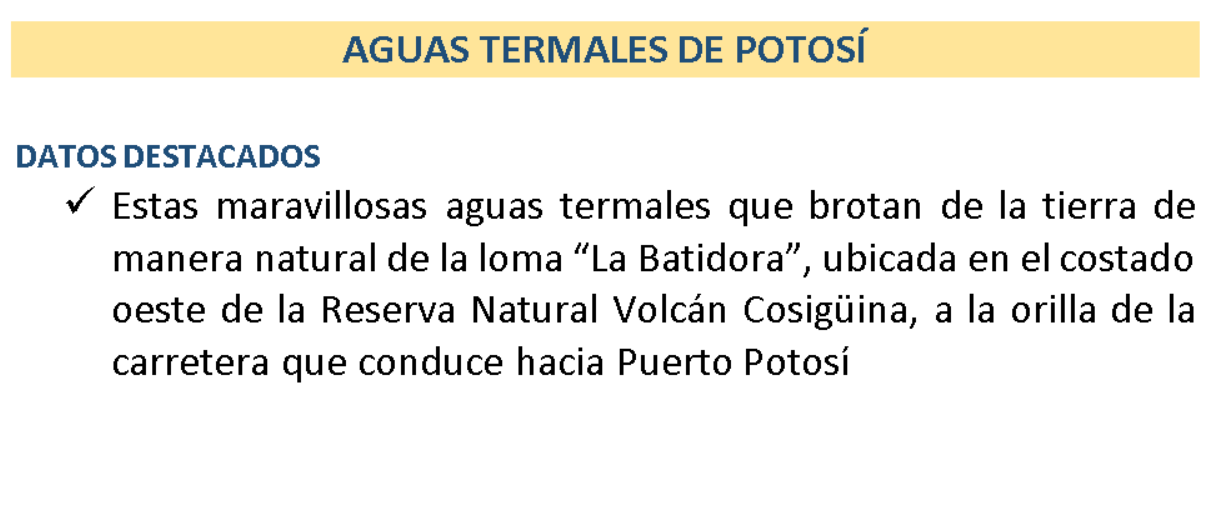 AGUAS TERMALES DE POTOSÍ
DATOS DESTACADOS
✓ Estas maravillosas aguas termales que brotan de la tierra de
manera natural de la loma “La Batidora”, ubicada en el costado
oeste de la Reserva Natural Volcán Cosigüina, a la orilla de la
carretera que conduce hacia Puerto Potosí